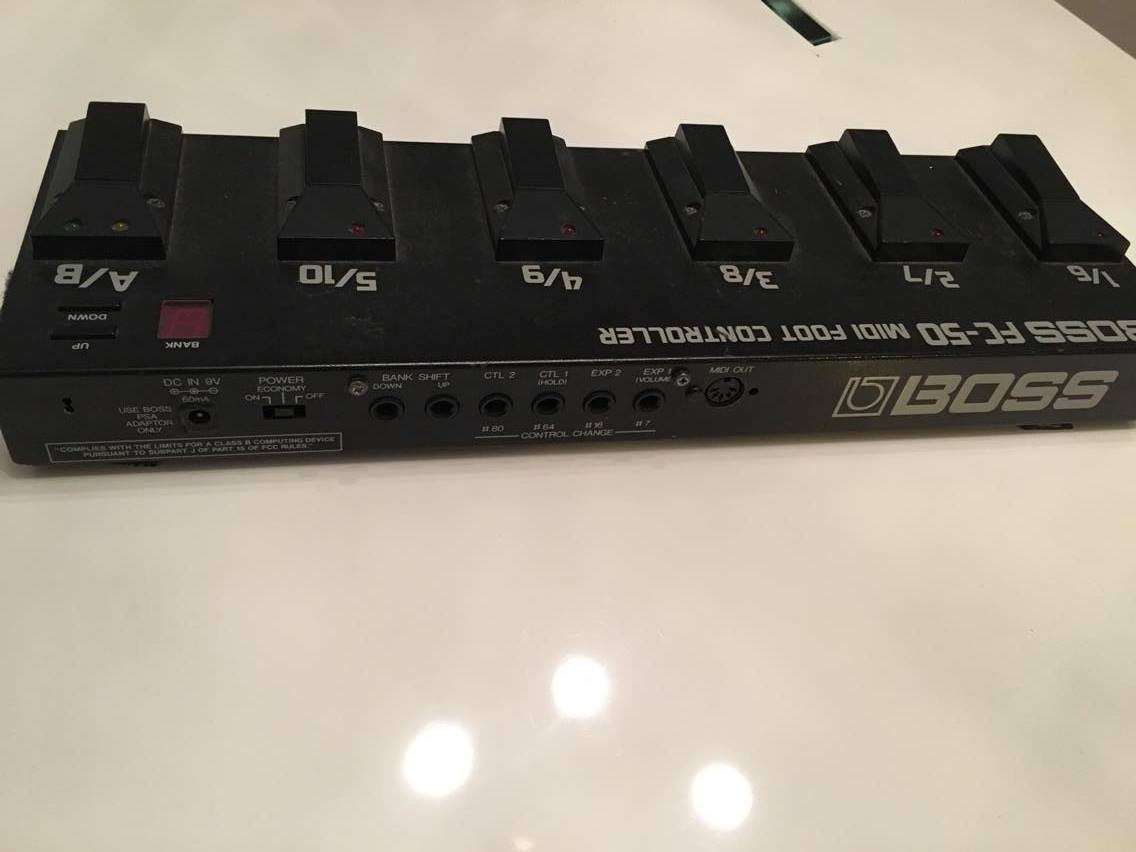 A/B
5/10
4/9
3/8
2/7
1/6
DOWN
UP
BANK
BOSS FC-50 MIDI FOOT CONTROLLER
DC IN 9V
60mA
USE BOSS
PSA
ADAPTOR
ONLY
POWER
ECONOMY
ON OFF
BANK SHIFT
DOWN UP
CTL 2
CTL 1
(HOLD)
EXP 2
EXP 1
(VOLUME)
MIDI OUT
#80 #64 #16 #7
CONTROL CHANGE
BOSS
"COMPLIES WITH THE LIMITS FOR A CLASS B COMPUTING DEVICE
PURSUANT TO SUBPART J OF PART 15 OF FCC RULES."